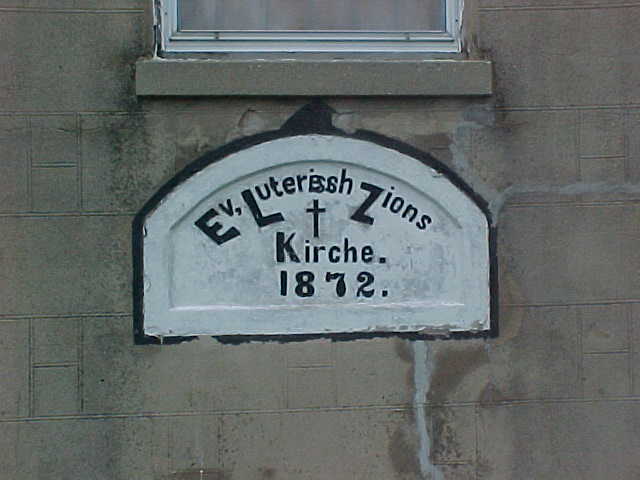 Ev, Luterissh Zions
Kirche.
1872.